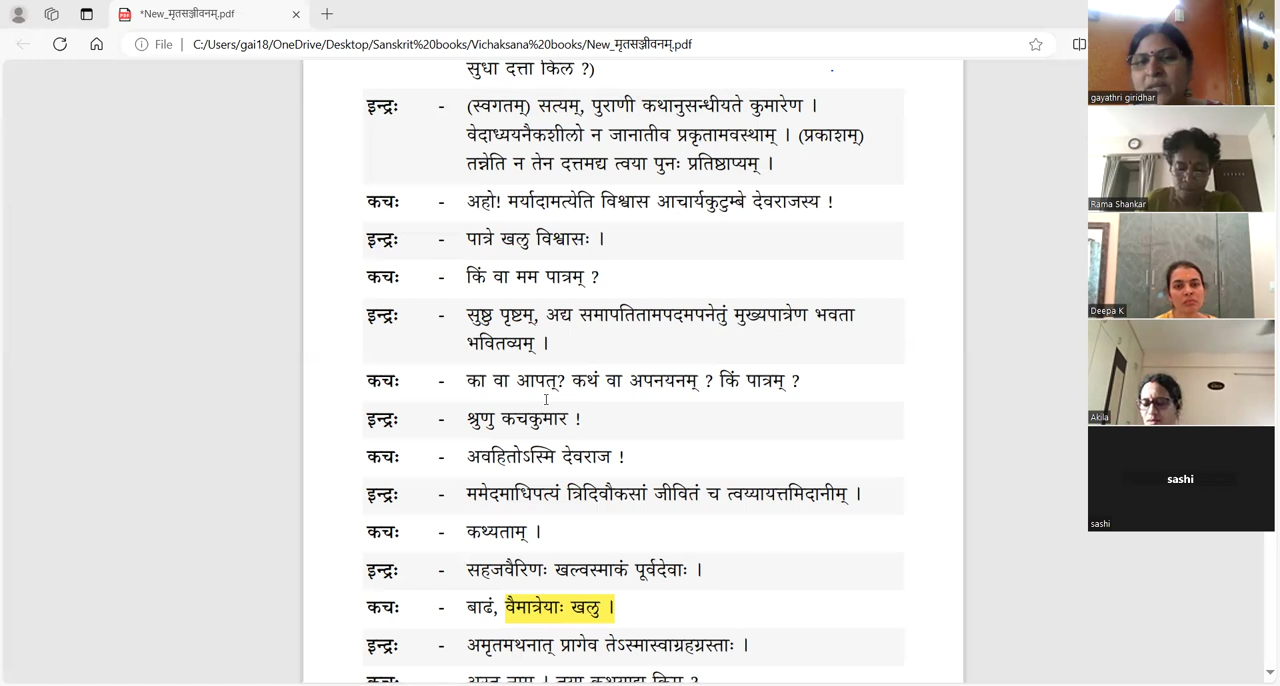 *New_मृतसञ्जीवनम्.pdf
File | C:/Users/gai18/OneDrive/Desktop/Sanskrit%20books/Vichaksana%20books/New_मृतसञ्जीवनम्.pdf
सुधा दत्ता किल ?)
इन्द्रः - (स्वगतम्) सत्यम्, पुराणी कथानुसन्धीयते कुमारेण ।
वेदाध्ययनैकशीलो न जानातीव प्रकृतामवस्थाम् । (प्रकाशम्)
तन्नेति न तेन दत्तमद्य त्वया पुनः प्रतिष्ठाप्यम् ।
कचः - अहो! मर्यादामत्येति विश्वास आचार्यकुटुम्बे देवराजस्य !
इन्द्रः - पात्रे खलु विश्वासः ।
कचः - किं वा मम पात्रम् ?
इन्द्रः - सुष्ठु पृष्टम्, अद्य समापतितामपदमपनेतुं मुख्यपात्रेण भवता
भवितव्यम् ।
कचः - का वा आपत्? कथं वा अपनयनम् ? किं पात्रम् ?
इन्द्रः - श्रुणु कचकुमार !
कचः - अवहितोऽस्मि देवराज !
इन्द्रः - ममेदमाधिपत्यं त्रिदिवौकसां जीवितं च त्वय्यायत्तमिदानीम् ।
कचः - कथ्यताम् ।
इन्द्रः - सहजवैरिणः खल्वस्माकं पूर्वदेवाः ।
कचः - बाढं, वैमात्रेयाः खलु ।
इन्द्रः - अमृतमथनात् प्रागेव तेऽस्मास्वाग्रहग्रस्ताः ।
gayathri giridhar
Rama Shankar
Deepa K
Akila
sashi
sashi